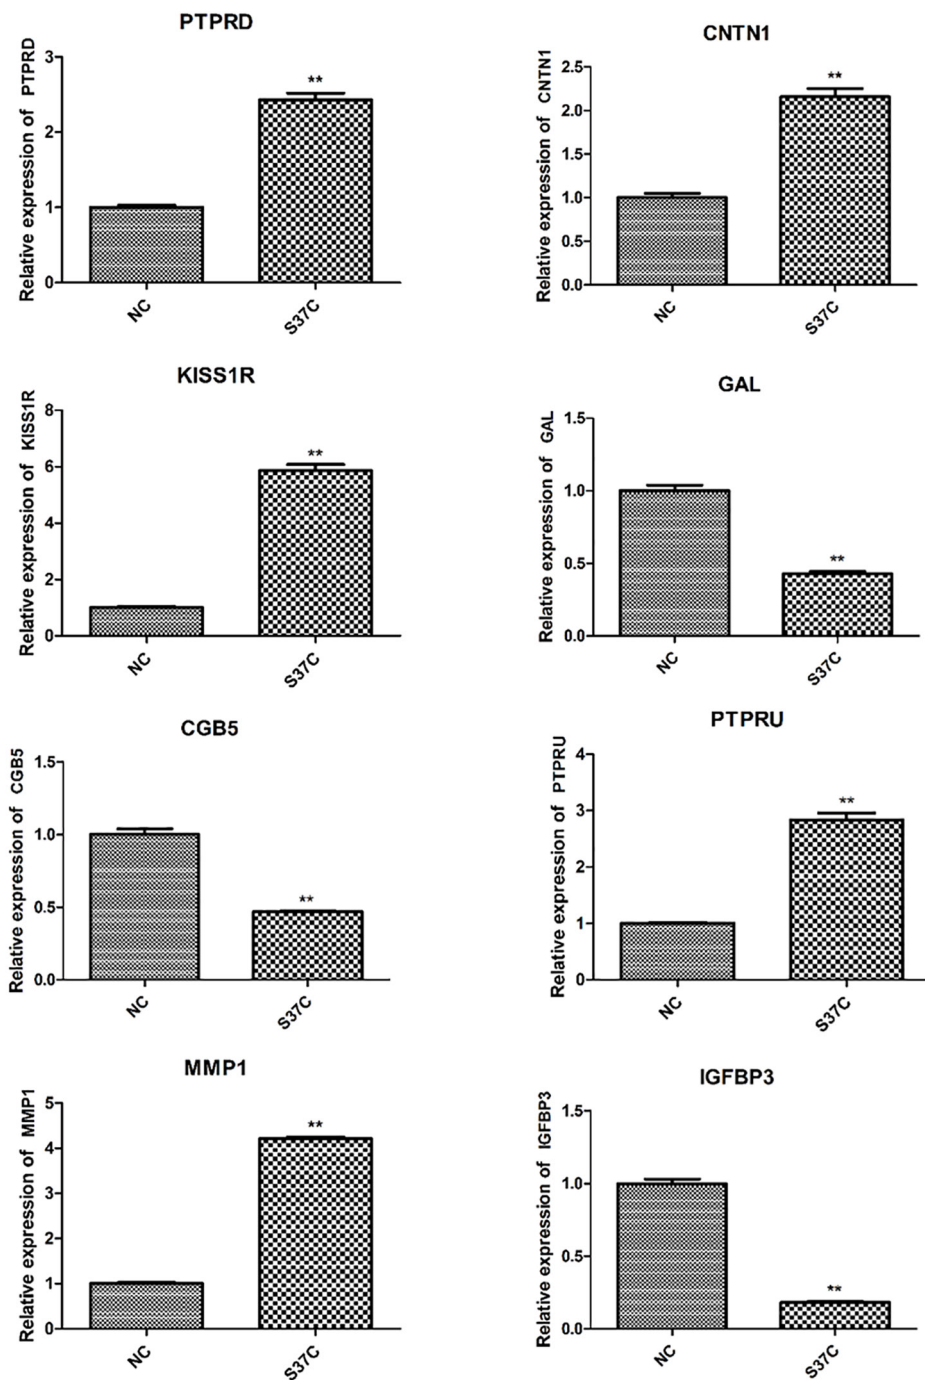 PTPRD
Relative expression of PTPRD
3
2
1
0
**
NC
S37C
CNTN1
Relative expression of CNTN1
2.5
2.0
1.5
1.0
0.5
0.0
**
NC
S37C
KISS1R
Relative expression of KISS1R
8
6
4
2
0
**
NC
S37C
GAL
Relative expression of GAL
1.5
1.0
0.5
0.0
**
NC
S37C
CGB5
Relative expression of CGB5
1.5
1.0
0.5
0.0
**
NC
S37C
PTPRU
Relative expression of PTPRU
4
3
2
1
0
**
NC
S37C
MMP1
Relative expression of MMP1
5
4
3
2
1
0
**
NC
S37C
IGFBP3
Relative expression of IGFBP3
1.5
1.0
0.5
0.0
**
NC
S37C